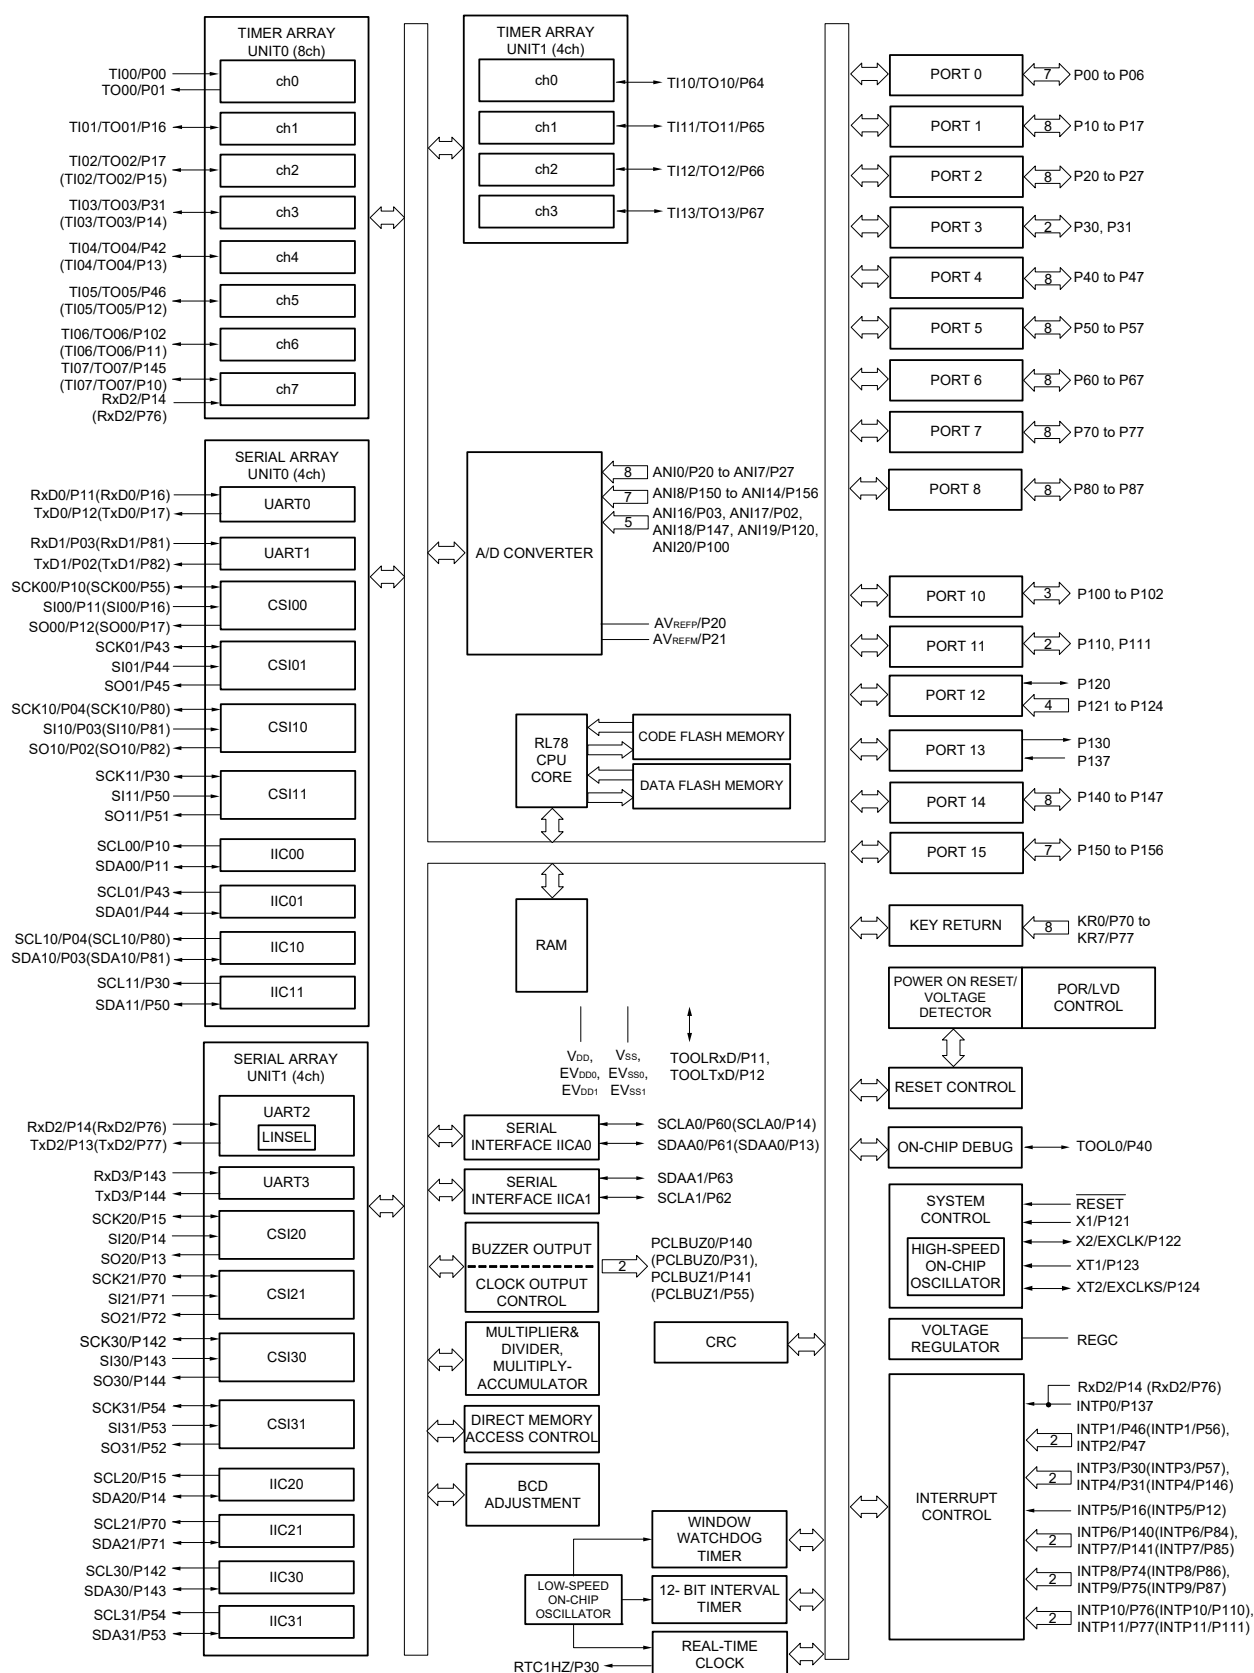 TIMER ARRAY
UNIT0 (8ch)
TI00/P00
TO00/P01
ch0
TI01/TO01/P16
ch1
TI02/TO02/P17
(TI02/TO02/P15)
ch2
TI03/TO03/P31
(TI03/TO03/P14)
ch3
TI04/TO04/P42
(TI04/TO04/P13)
ch4
TI05/TO05/P46
(TI05/TO05/P12)
ch5
TI06/TO06/P102
(TI06/TO06/P11)
ch6
TI07/TO07/P145
(TI07/TO07/P10)
RxD2/P14
(RxD2/P76)
ch7
SERIAL ARRAY
UNIT0 (4ch)
RxD0/P11(RxD0/P16)
TxD0/P12(TxD0/P17)
UART0
RxD1/P03(RxD1/P81)
TxD1/P02(TxD1/P82)
UART1
SCK00/P10(SCK00/P55)
SI00/P11(SI00/P16)
SO00/P12(SO00/P17)
CSI00
SCK01/P43
SI01/P44
SO01/P45
CSI01
SCK10/P04(SCK10/P80)
SI10/P03(SI10/P81)
SO10/P02(SO10/P82)
CSI10
SCK11/P30
SI11/P50
SO11/P51
CSI11
SCL00/P10
SDA00/P11
IIC00
SCL01/P43
SDA01/P44
IIC01
SCL10/P04(SCL10/P80)
SDA10/P03(SDA10/P81)
IIC10
SCL11/P30
SDA11/P50
IIC11
SERIAL ARRAY
UNIT1 (4ch)
RxD2/P14(RxD2/P76)
TxD2/P13(TxD2/P77)
UART2
LINSEL
RxD3/P143
TxD3/P144
UART3
SCK20/P15
SI20/P14
SO20/P13
CSI20
SCK21/P70
SI21/P71
SO21/P72
CSI21
SCK30/P142
SI30/P143
SO30/P144
CSI30
SCK31/P54
SI31/P53
SO31/P52
CSI31
SCL20/P15
SDA20/P14
IIC20
SCL21/P70
SDA21/P71
IIC21
SCL30/P142
SDA30/P143
IIC30
SCL31/P54
SDA31/P53
IIC31
TIMER ARRAY
UNIT1 (4ch)
ch0
TI10/TO10/P64
ch1
TI11/TO11/P65
ch2
TI12/TO12/P66
ch3
TI13/TO13/P67
A/D CONVERTER
8
ANI0/P20 to ANI7/P27
7
ANI8/P150 to ANI14/P156
5
ANI16/P03, ANI17/P02,
ANI18/P147, ANI19/P120,
ANI20/P100
AVREFP/P20
AVREFM/P21
RL78
CPU
CORE
CODE FLASH MEMORY
DATA FLASH MEMORY
RAM
VDD,
EVDD0,
EVDD1
VSS,
EVSS0,
EVSS1
TOOLRxD/P11,
TOOLTxD/P12
SERIAL
INTERFACE IICA0
SCLA0/P60(SCLA0/P14)
SDAA0/P61(SDAA0/P13)
SERIAL
INTERFACE IICA1
SDAA1/P63
SCLA1/P62
BUZZER OUTPUT
CLOCK OUTPUT
CONTROL
2
PCLBUZ0/P140
(PCLBUZ0/P31),
PCLBUZ1/P141
(PCLBUZ1/P55)
MULTIPLIER&
DIVIDER,
MULITIPLY-
ACCUMULATOR
CRC
DIRECT MEMORY
ACCESS CONTROL
BCD
ADJUSTMENT
LOW-SPEED
ON-CHIP
OSCILLATOR
WINDOW
WATCHDOG
TIMER
12- BIT INTERVAL
TIMER
REAL-TIME
CLOCK
RTC1HZ/P30
PORT 0
7
P00 to P06
PORT 1
8
P10 to P17
PORT 2
8
P20 to P27
PORT 3
2
P30, P31
PORT 4
8
P40 to P47
PORT 5
8
P50 to P57
PORT 6
8
P60 to P67
PORT 7
8
P70 to P77
PORT 8
8
P80 to P87
PORT 10
3
P100 to P102
PORT 11
2
P110, P111
PORT 12
P120
4
P121 to P124
PORT 13
P130
P137
PORT 14
8
P140 to P147
PORT 15
7
P150 to P156
KEY RETURN
8
KR0/P70 to
KR7/P77
POWER ON RESET/
VOLTAGE
DETECTOR
POR/LVD
CONTROL
RESET CONTROL
ON-CHIP DEBUG
TOOL0/P40
SYSTEM
CONTROL
HIGH-SPEED
ON-CHIP
OSCILLATOR
RESET
X1/P121
X2/EXCLK/P122
XT1/P123
XT2/EXCLKS/P124
VOLTAGE
REGULATOR
REGC
INTERRUPT
CONTROL
RxD2/P14 (RxD2/P76)
INTP0/P137
2
INTP1/P46(INTP1/P56),
INTP2/P47
2
INTP3/P30(INTP3/P57),
INTP4/P31(INTP4/P146)
INTP5/P16(INTP5/P12)
2
INTP6/P140(INTP6/P84),
INTP7/P141(INTP7/P85)
2
INTP8/P74(INTP8/P86),
INTP9/P75(INTP9/P87)
2
INTP10/P76(INTP10/P110),
INTP11/P77(INTP11/P111)